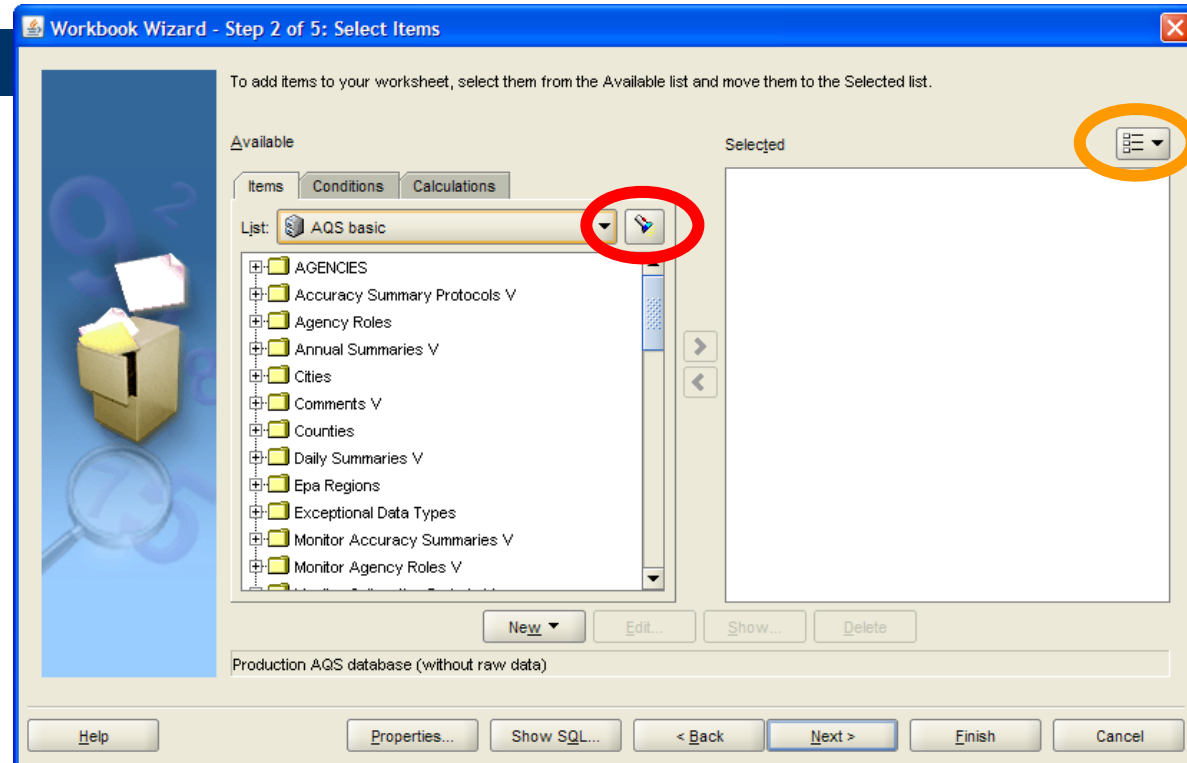 Workbook Wizard - Step 2 of 5: Select Items
To add items to your worksheet, select them from the Available list and move them to the Selected list.
Available
Selected
Items Conditions Calculations
List: AQS basic
AGENCIES
Accuracy Summary Protocols V
Agency Roles
Annual Summaries V
Cities
Comments V
Counties
Daily Summaries V
Epa Regions
Exceptional Data Types
Monitor Accuracy Summaries V
Monitor Agency Roles V
New Edit... Show... Delete
Production AQS database (without raw data)
Help Properties... Show SQL... < Back Next > Finish Cancel